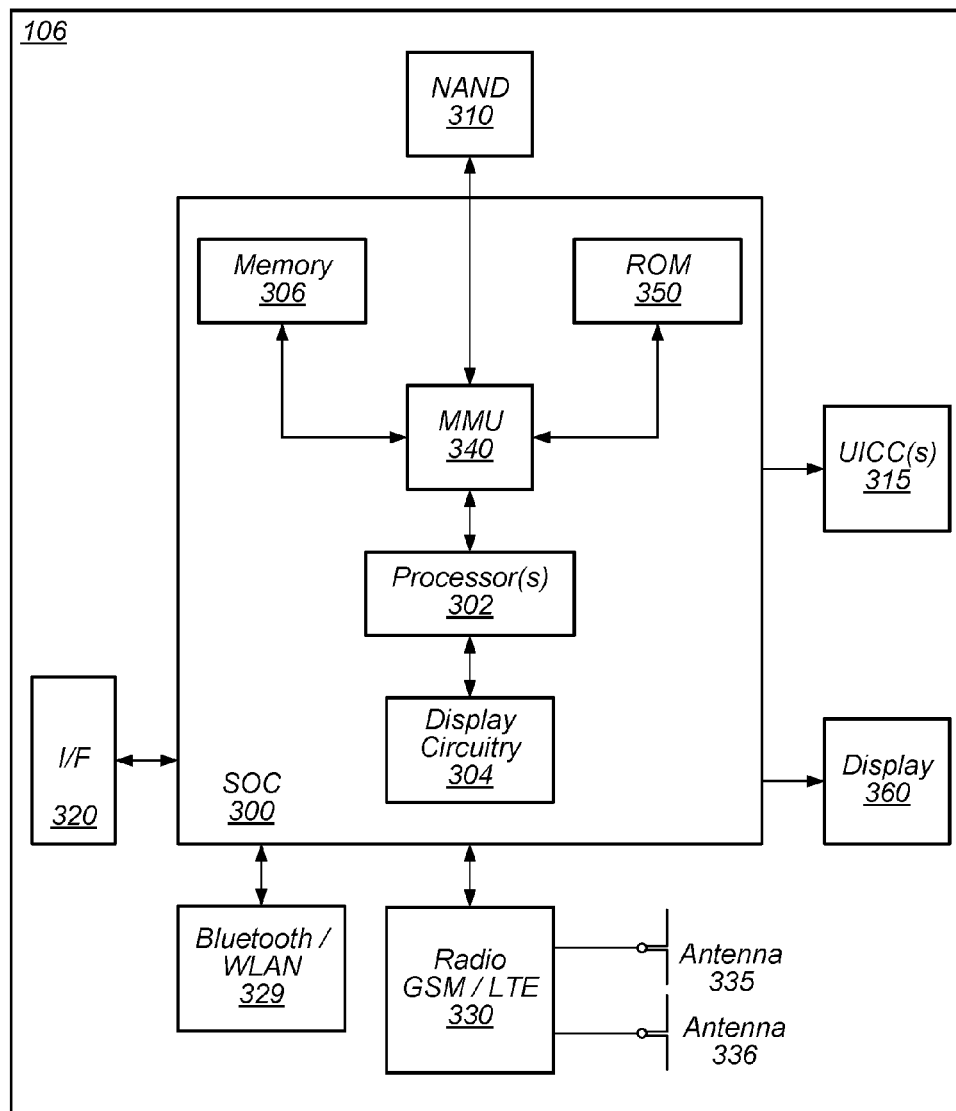 106
NAND
310
Memory
306
ROM
350
MMU
340
UICC(s)
315
Processor(s)
302
Display
Circuitry
304
I/F
320
SOC
300
Display
360
Bluetooth /
WLAN
329
Radio
GSM / LTE
330
Antenna
335
Antenna
336